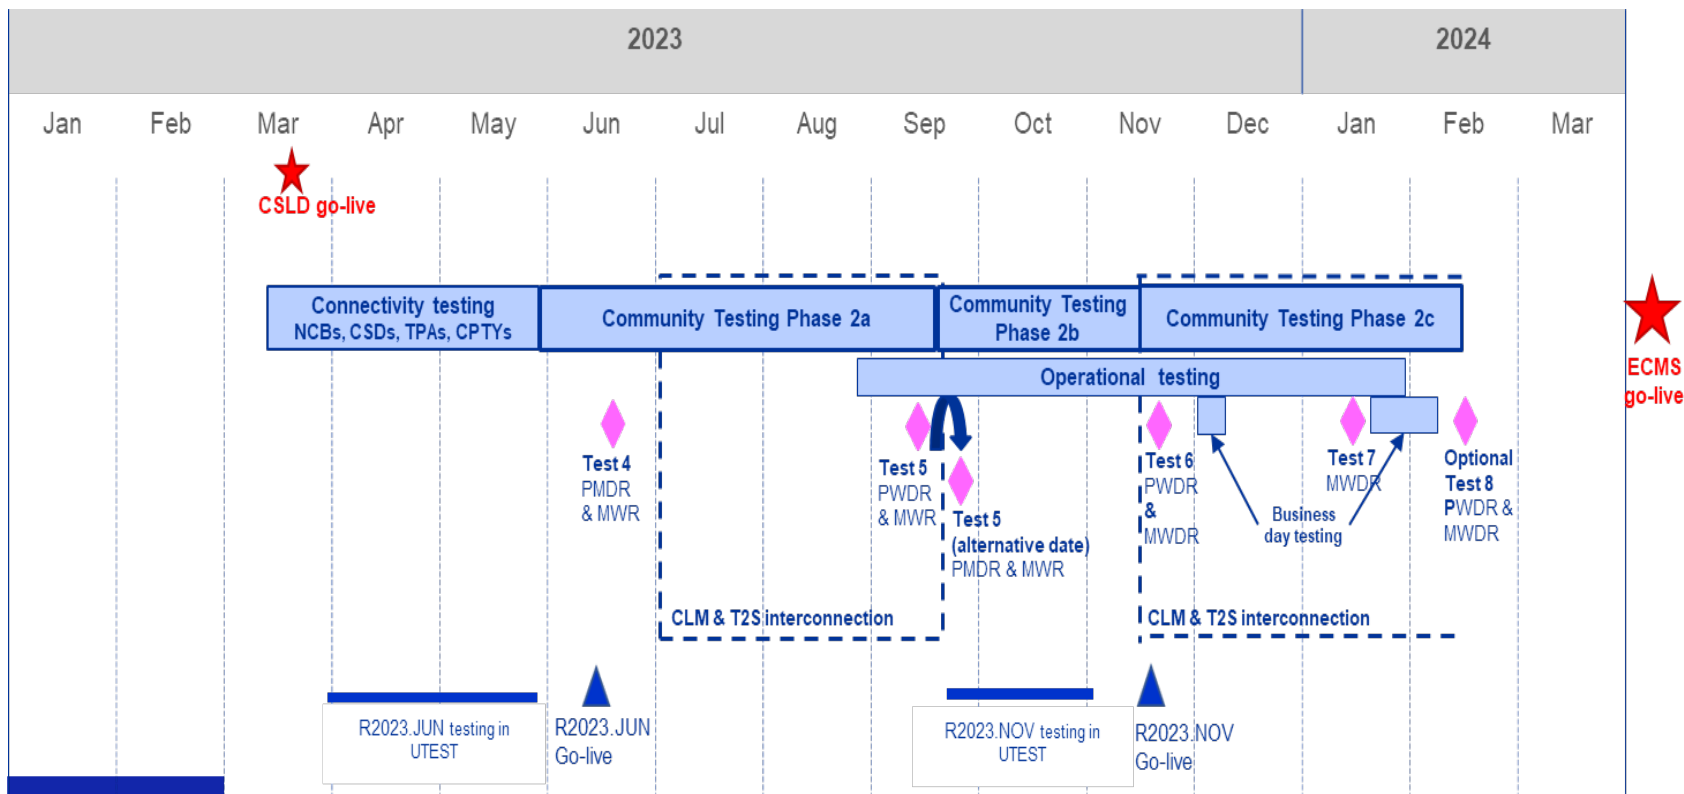 2023
2024
Jan
Feb
Mar
Apr
May
Jun
Jul
Aug
Sep
Oct
Nov
Dec
Jan
Feb
Mar
CSLD go-live
Connectivity testing
NCBs, CSDs, TPAs, CPTYs
Community Testing Phase 2a
Community Testing
Phase 2b
Community Testing Phase 2c
Operational testing
ECMS
go-live
Test 4
PMDR
& MWR
Test 5
PWDR
& MWR
Test 5
(alternative date)
PMDR & MWR
Test 6
PWDR
&
MWDR
Business
day testing
Test 7
MWDR
Optional
Test 8
PWDR &
MWDR
CLM & T2S interconnection
CLM & T2S interconnection
R2023.JUN testing in
UTEST
R2023.JUN
Go-live
R2023.NOV testing in
UTEST
R2023.NOV
Go-live